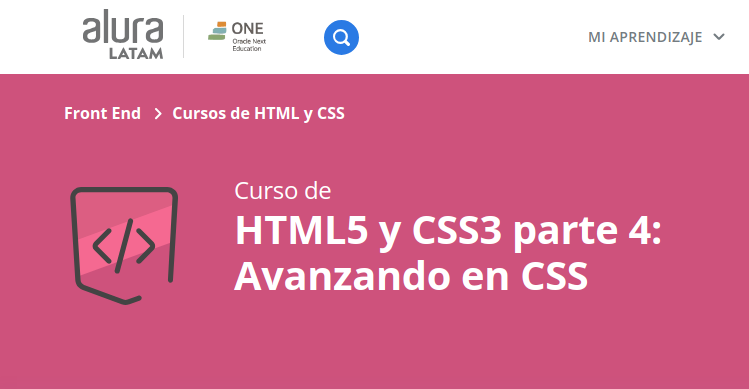 alura
LATAM
ONE
Oracle Next
Education
MI APRENDIZAJE
Front End > Cursos de HTML y CSS
</>
Curso de
HTML5 y CSS3 parte 4:
Avanzando en CSS